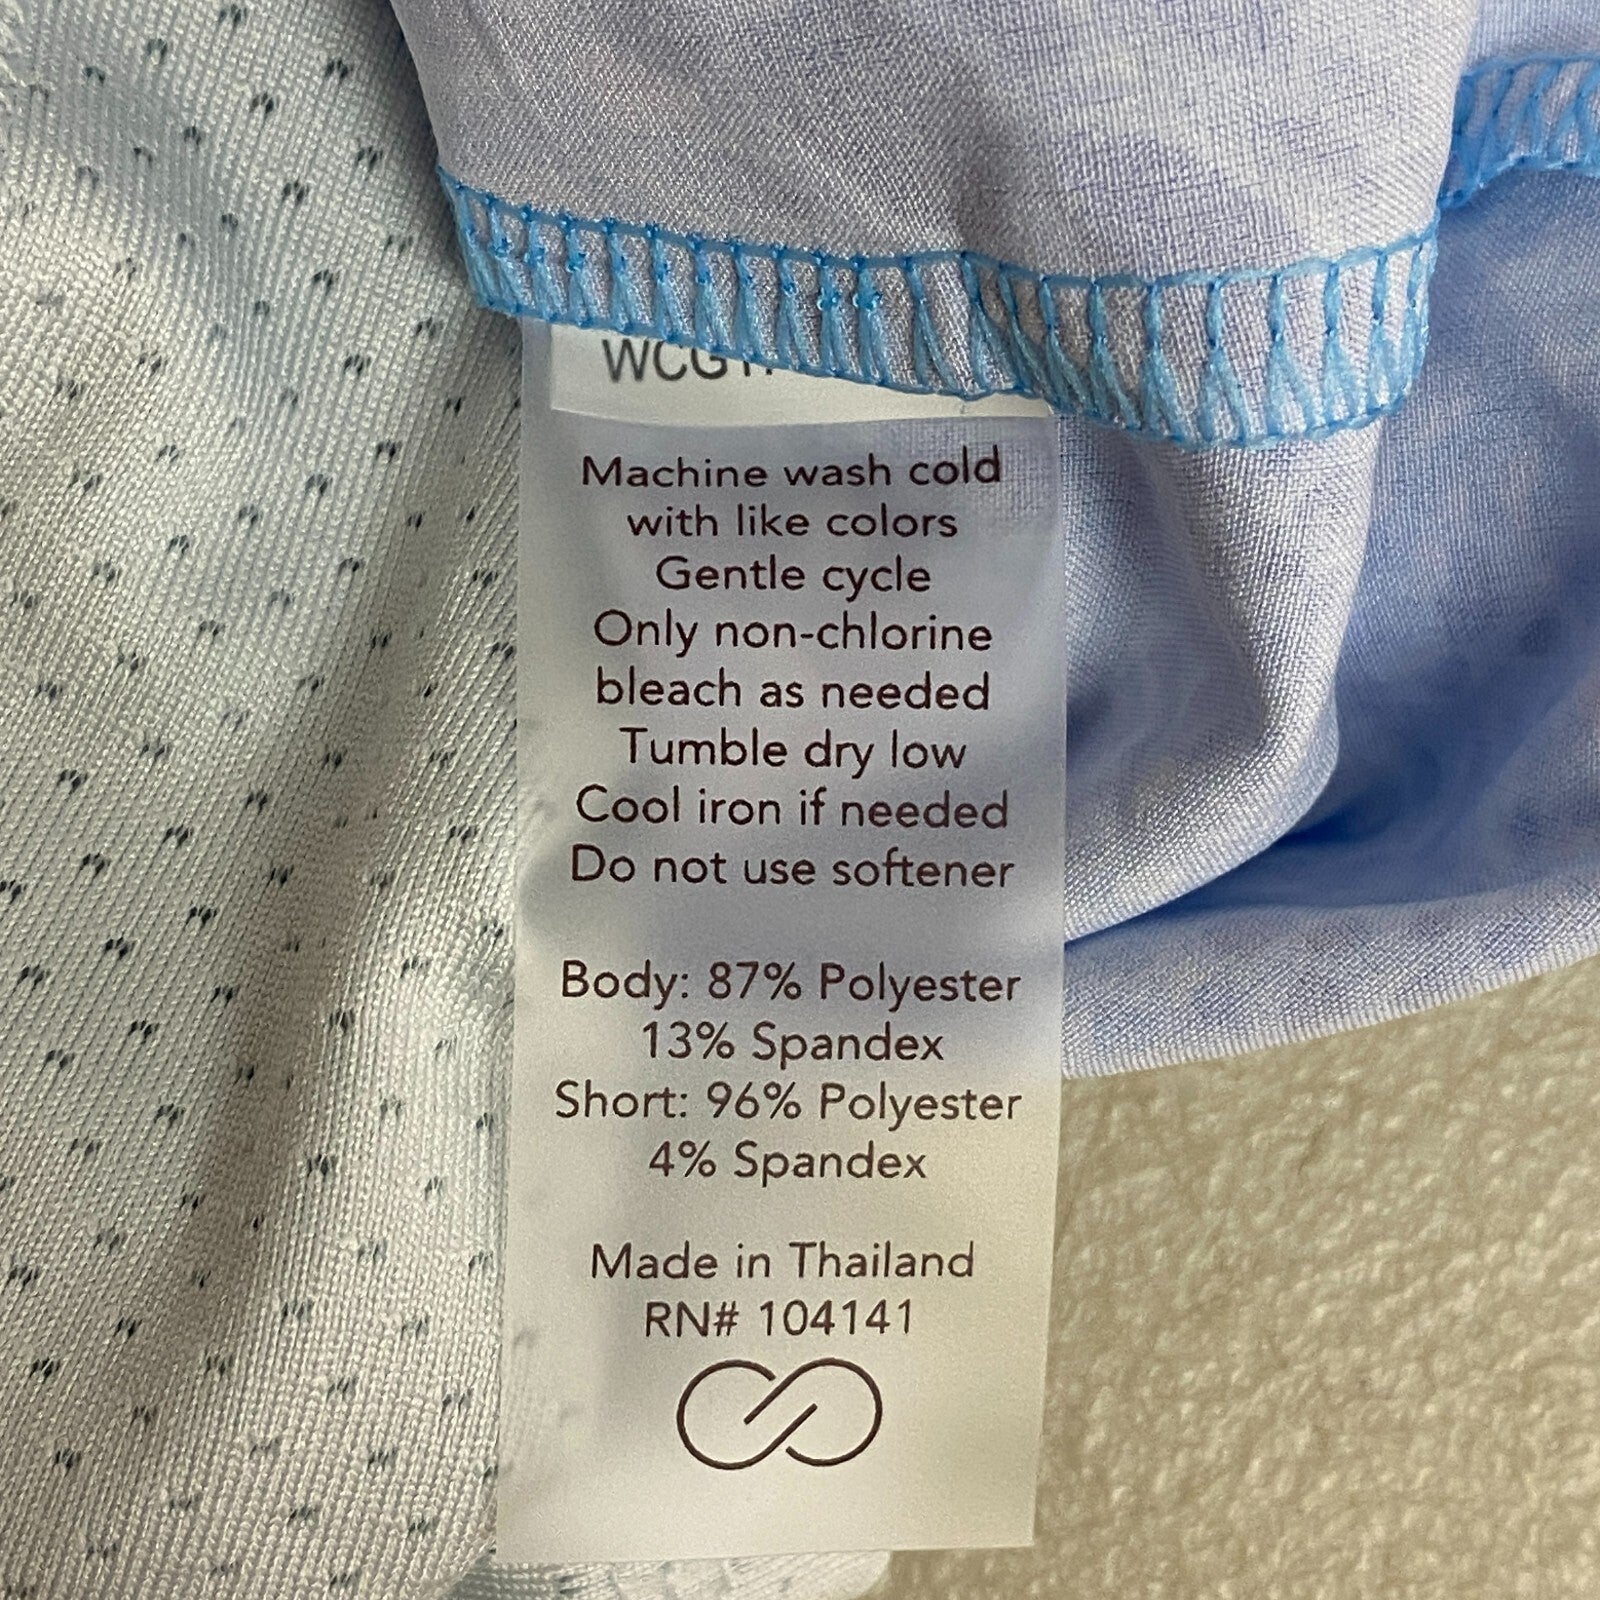 Machine wash cold
with like colors
Gentle cycle
Only non-chlorine
bleach as needed
Tumble dry low
Cool iron if needed
Do not use softener
Body: 87% Polyester
13% Spandex
Short: 96% Polyester
4% Spandex
Made in Thailand
RN# 104141